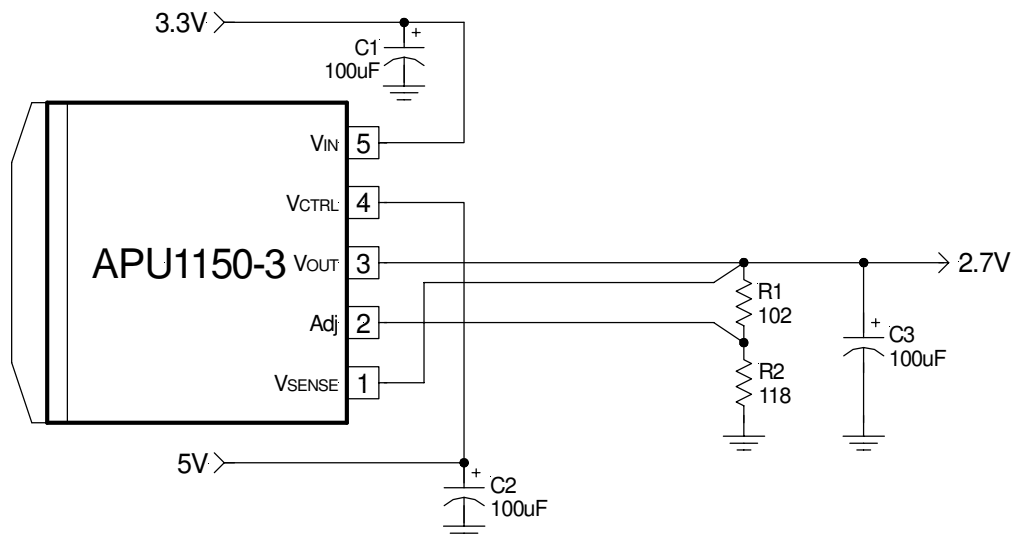 3.3V
C1
100uF
+
VIN 5
VCTRL 4
APU1150-3
VOUT 3
2.7V
R1
102
Adj 2
+
C3
100uF
R2
118
VSENSE 1
5V
+
C2
100uF